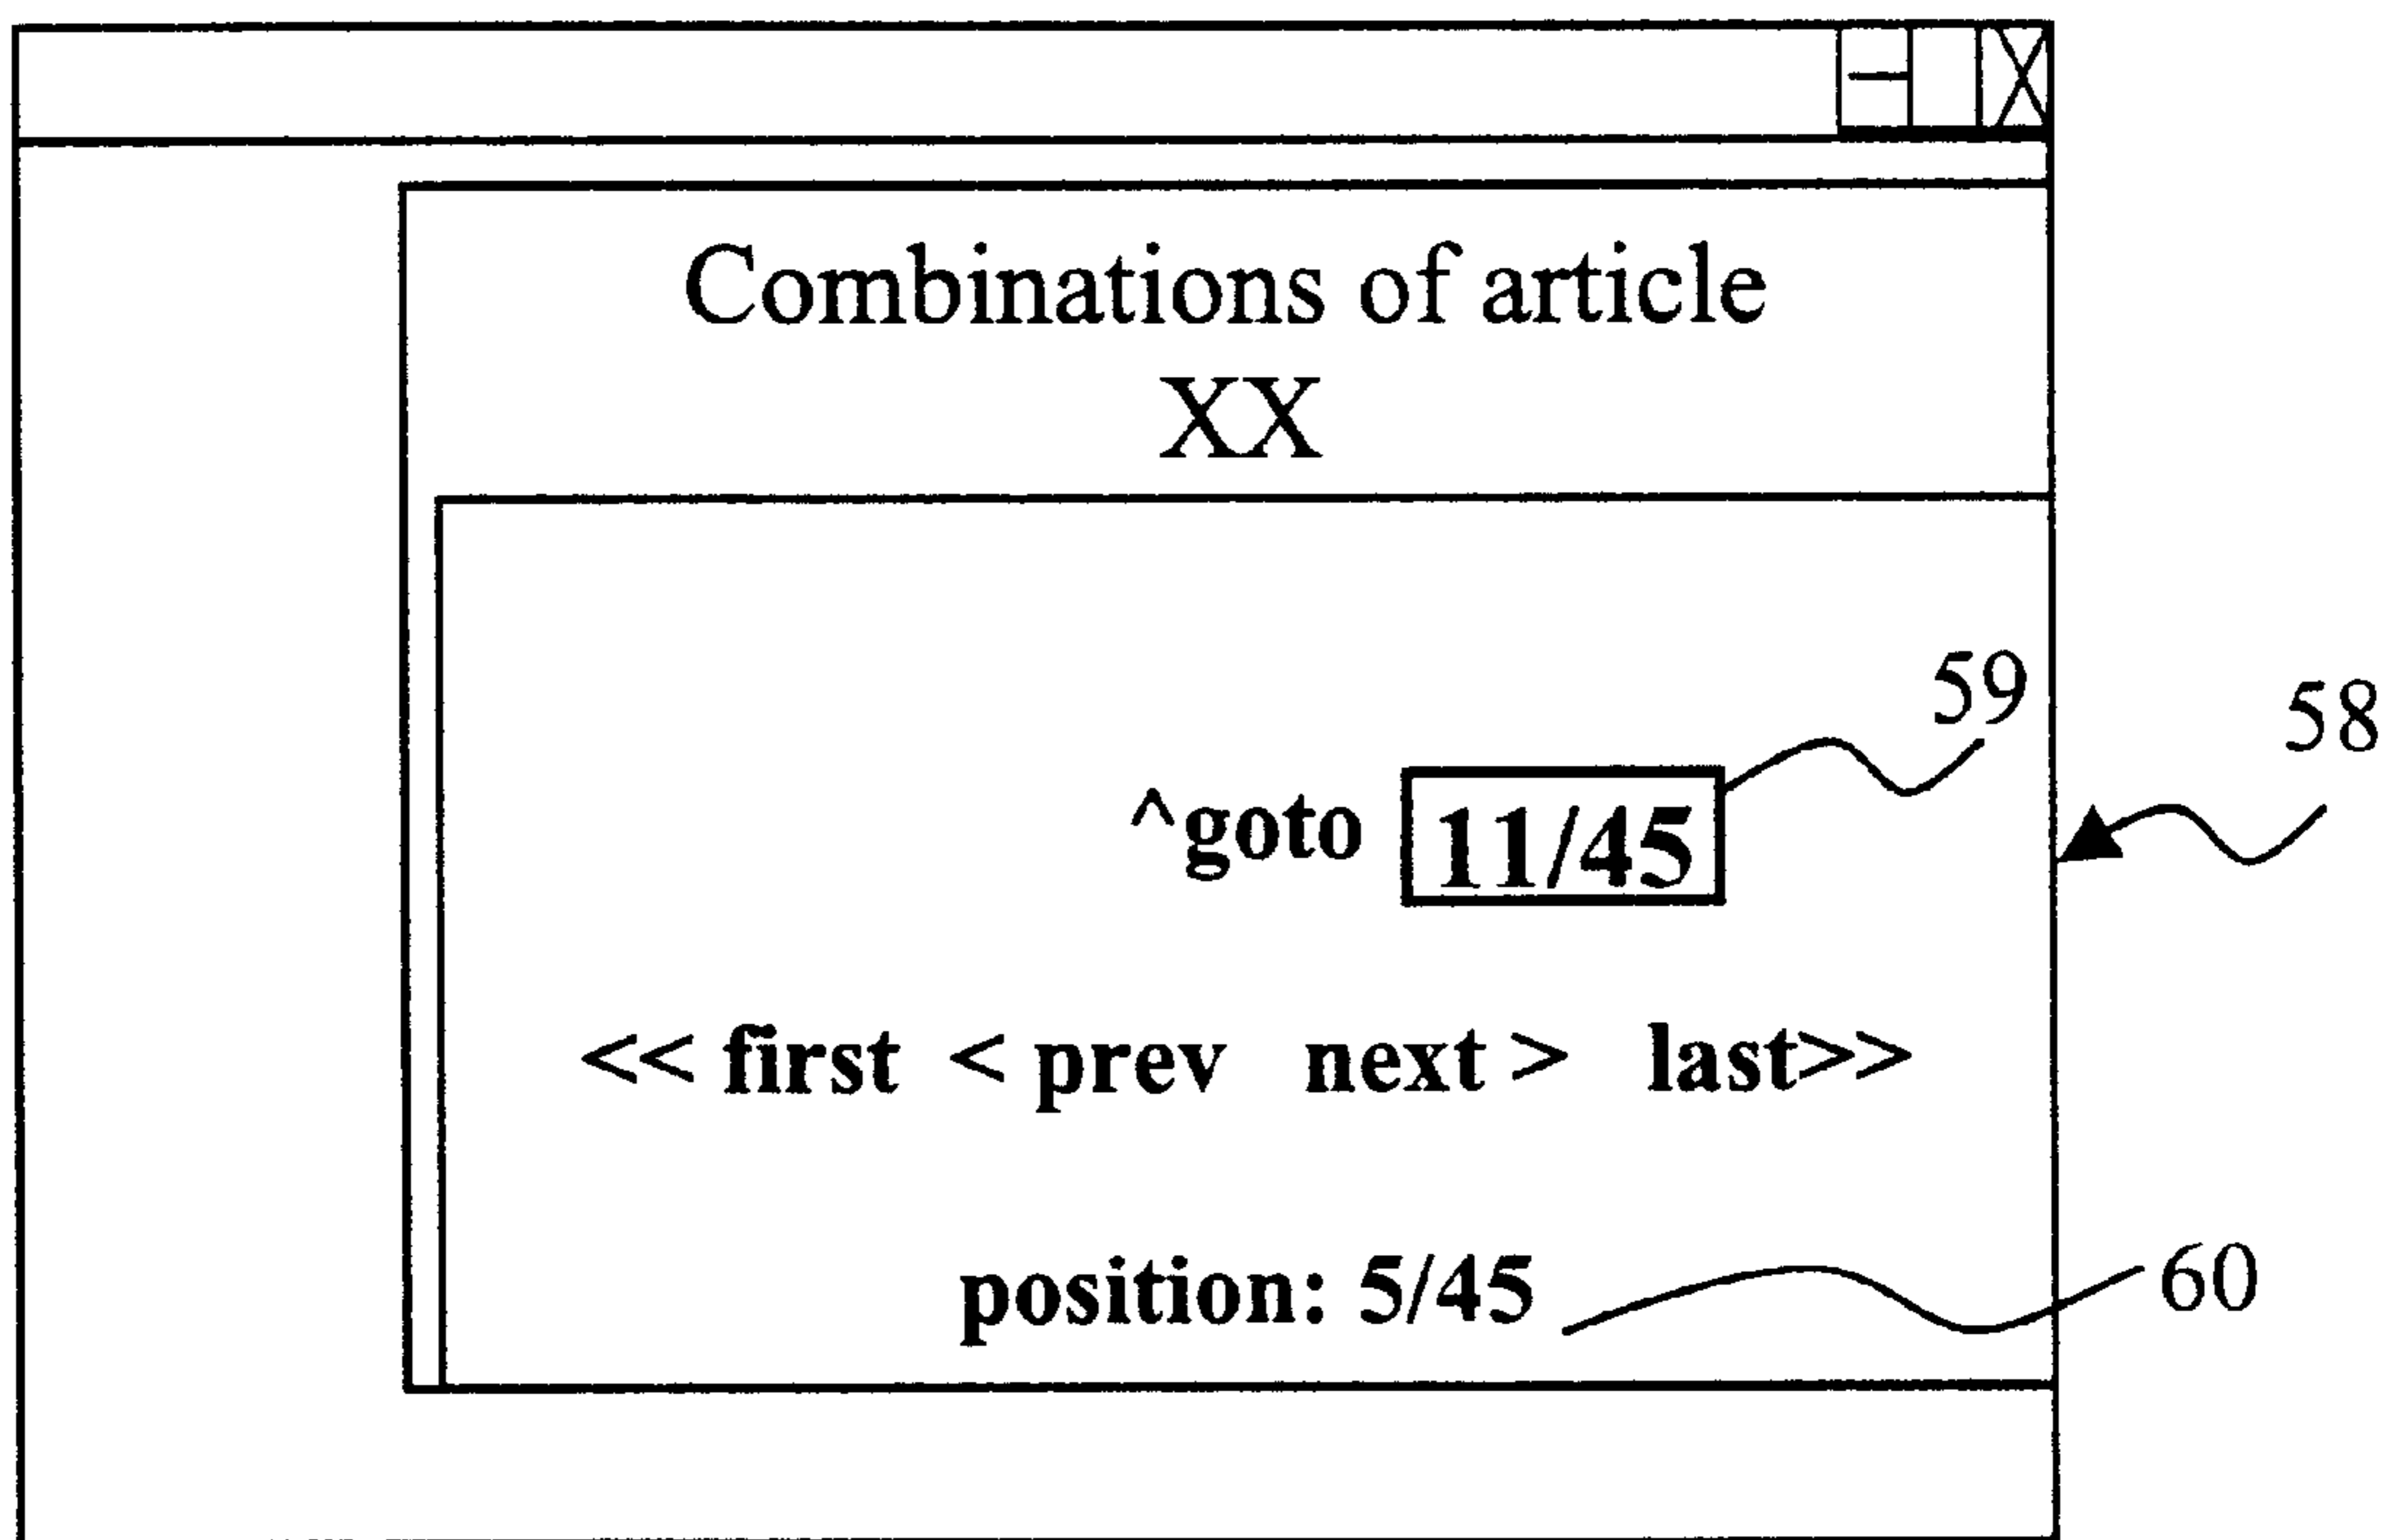 Combinations of article
XX
59
58
^goto 11/45
<< first < prev next > last>>
position: 5/45
60